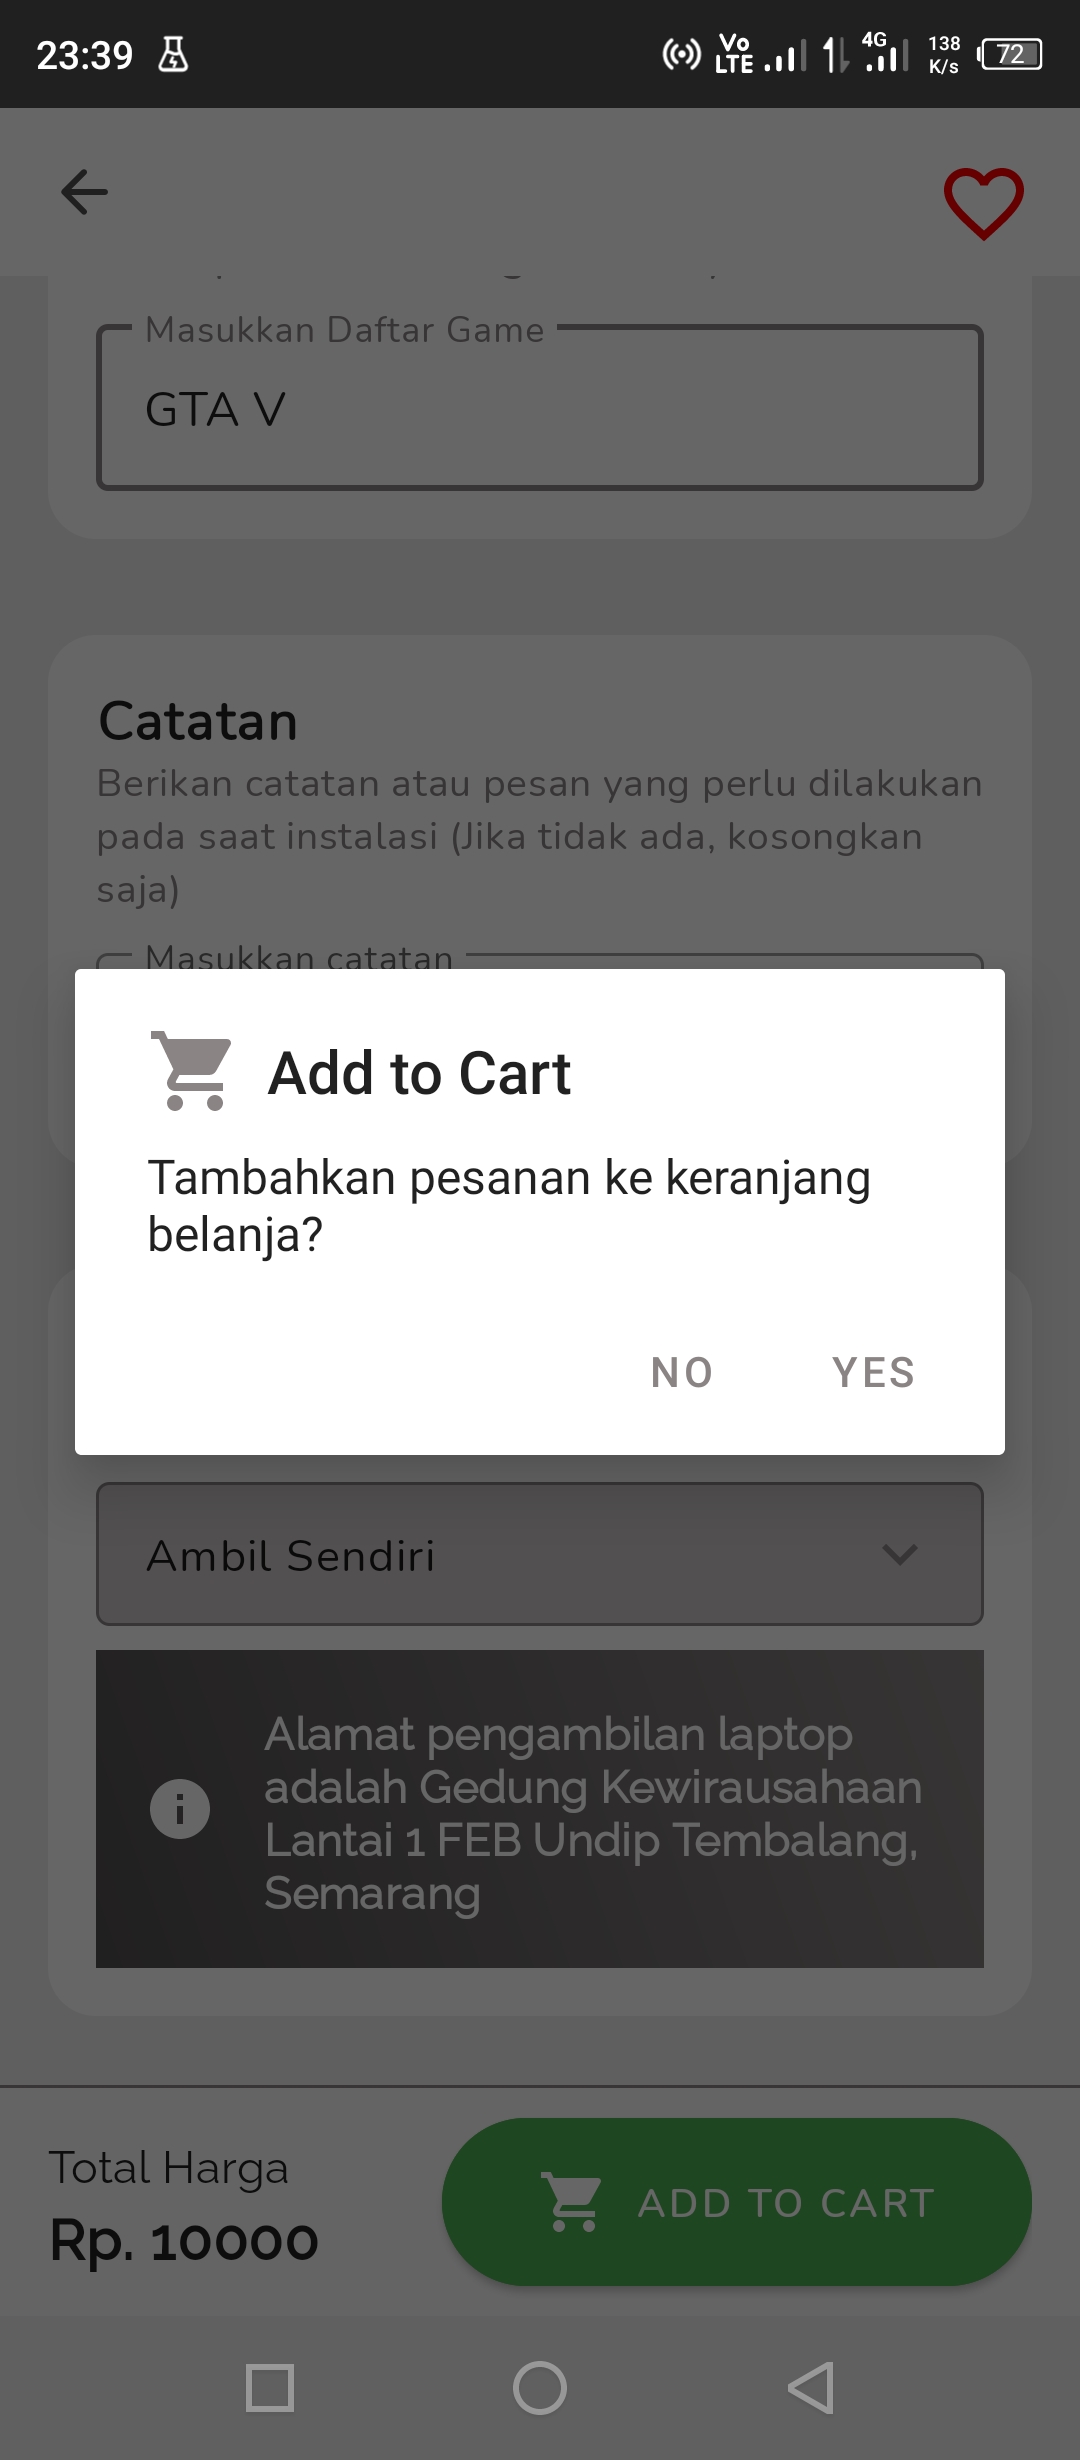 23:39
Vo
LTE
4G
138
K/s
72
Masukkan Daftar Game
GTA V
Catatan
Berikan catatan atau pesan yang perlu dilakukan
pada saat instalasi (Jika tidak ada, kosongkan
saja)
Masukkan catatan
Add to Cart
Tambahkan pesanan ke keranjang
belanja?
NO
YES
Ambil Sendiri
Alamat pengambilan laptop
adalah Gedung Kewirausahaan
Lantai 1 FEB Undip Tembalang,
Semarang
Total Harga
Rp. 10000
ADD TO CART